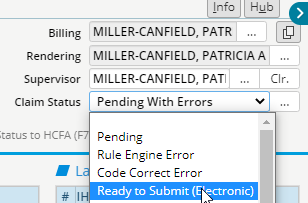 Info Hub
Billing MILLER-CANFIELD, PATR ...
Rendering MILLER-CANFIELD, PATRICIA A ...
Supervisor MILLER-CANFIELD, PATI ... Clr.
Claim Status Pending With Errors ...
Status to HCFA (F7
Pending
Rule Engine Error
Code Correct Error
Ready to Submit (Electronic)
La
# IH